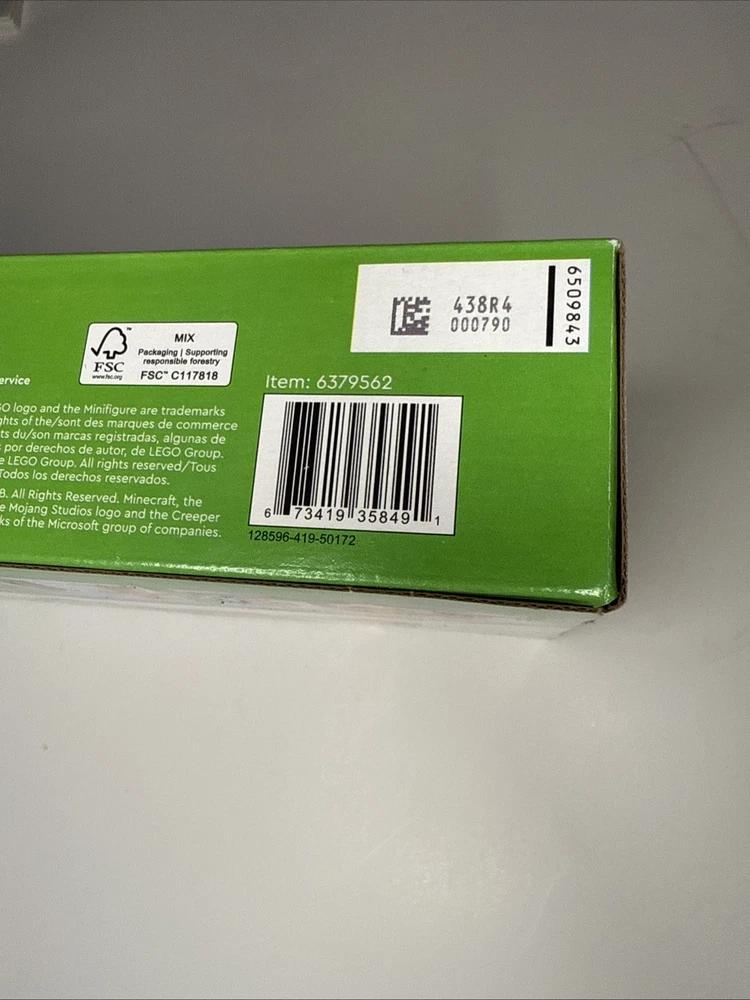 438R4
000790
6509843
FSC
www.fsc.org
MIX
Packaging | Supporting
responsible forestry
FSC™ C117818
ervice
Item: 6379562
GO logo and the Minifigure are trademarks
ghts of the/sont des marques de commerce
ts du/son marcas registradas, algunas de
s por derechos de autor, de LEGO Group.
e LEGO Group. All rights reserved/Tous
Todos los derechos reservados.
B. All Rights Reserved. Minecraft, the
e Mojang Studios logo and the Creeper
ks of the Microsoft group of companies.
6 73419 35849 1
128596-419-50172